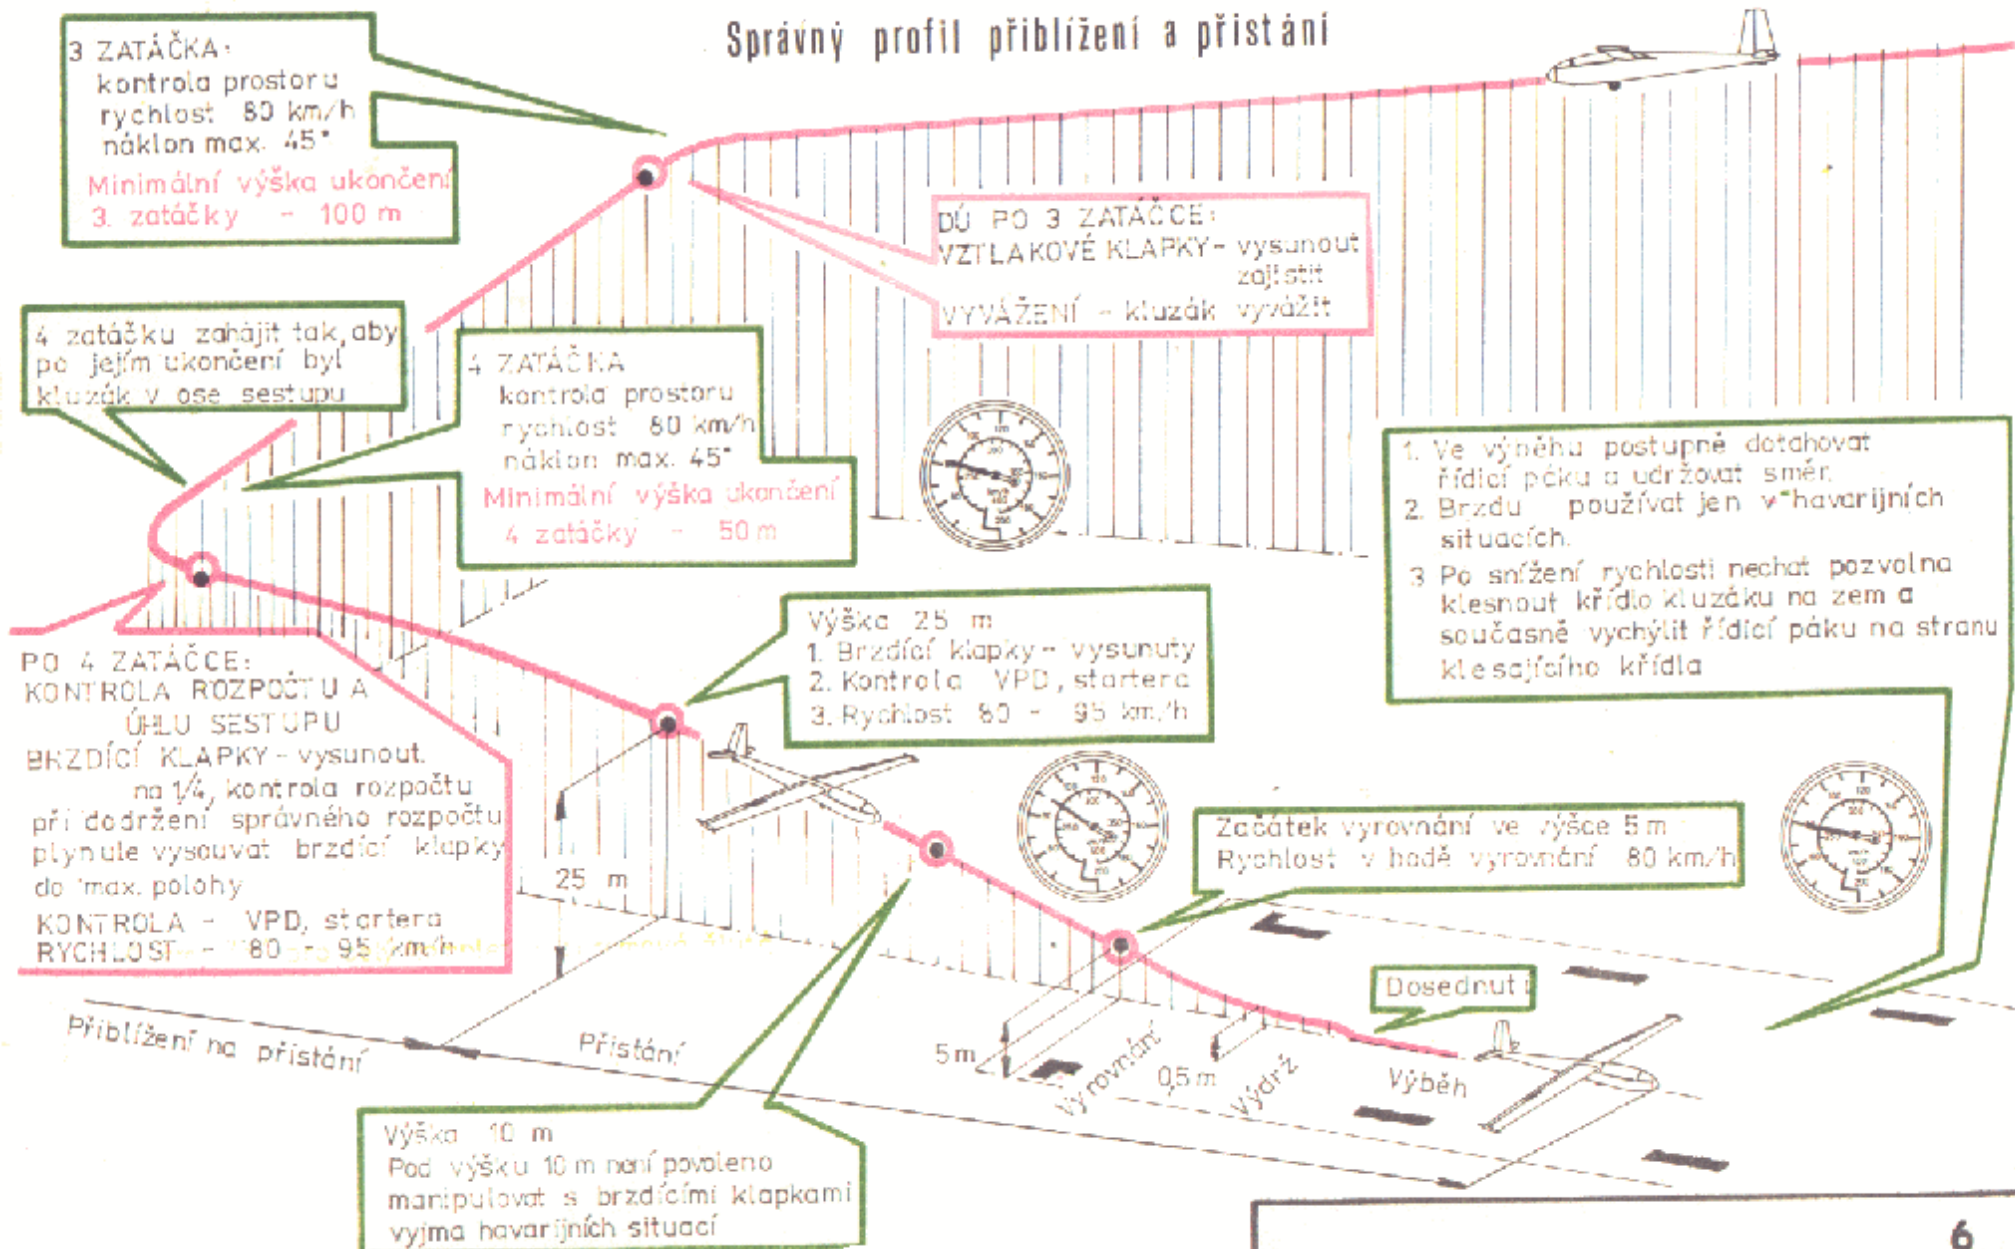 Správný profil přiblížení a přistání
3 ZATÁČKA:
kontrola prostoru
rychlost 80 km/h
náklon max. 45°
Minimální výška ukončení
3. zatáčky - 100 m
DÚ PO 3 ZATÁČCE:
VZTLAKOVÉ KLAPKY - vysunout
zajistit
VYVÁŽENÍ - kluzák vyvážit
4 zatáčku zahájit tak, aby
po jejím ukončení byl
kluzák v ose sestupu
4 ZATÁČKA
kontrola prostoru
rychlost 80 km/h
náklon max. 45°
Minimální výška ukončení
4 zatáčky - 50 m
1. Ve výběhu postupně dotahovat
řídicí páku a udržovat směr.
2. Brzdu používat jen v havarijních
situacích.
3 Po snížení rychlosti nechat pozvolna
klesnout křídlo kluzáku na zem a
současně vychýlit řídící páku na stranu
klesajícího křídla
PO 4 ZATÁČCE:
KONTROLA ROZPOČTU A
ÚHLU SESTUPU
BRZDÍCÍ KLAPKY - vysunout.
na 1/4, kontrola rozpočtu
při dodržení správného rozpočtu
plynule vysouvat brzdící klapky
do max. polohy
KONTROLA - VPD, startera
RYCHLOST - 80 - 95 km/h
Výška 25 m
1. Brzdící klapky - vysunuty
2. Kontrola VPD, startera
3. Rychlost 80 - 95 km/h
25 m
Začátek vyrovnání ve výšce 5 m
Rychlost v bodě vyrovnání 80 km/h
Dosednutí
Přiblížení na přistání
Přistání
5 m
Vyrovnání
0,5 m
Výdrž
Výběh
Výška 10 m
Pod výšku 10 m není povoleno
manipulovat s brzdícími klapkami
vyjma havarijních situací
6